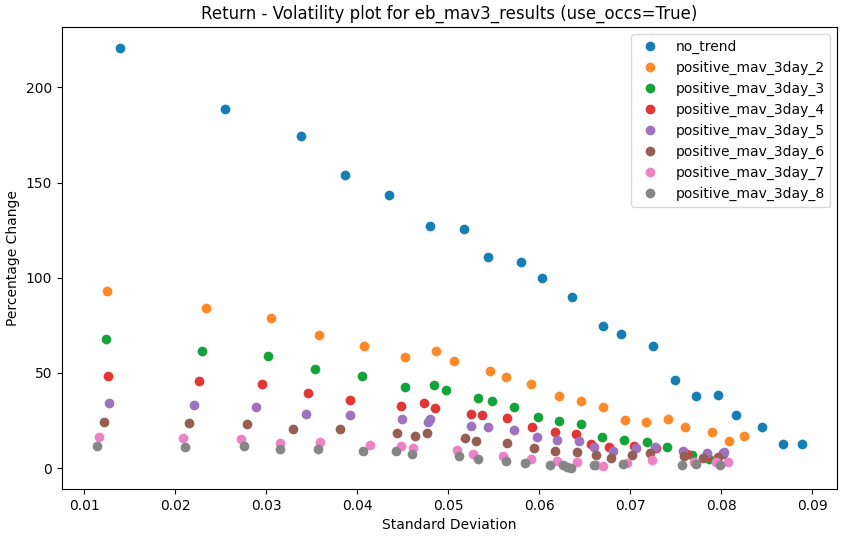 Return - Volatility plot for eb_mav3_results (use_occs=True)
no_trend
positive_mav_3day_2
positive_mav_3day_3
positive_mav_3day_4
positive_mav_3day_5
positive_mav_3day_6
positive_mav_3day_7
positive_mav_3day_8
Percentage Change
200
150
100
50
0
0.01 0.02 0.03 0.04 0.05 0.06 0.07 0.08 0.09
Standard Deviation